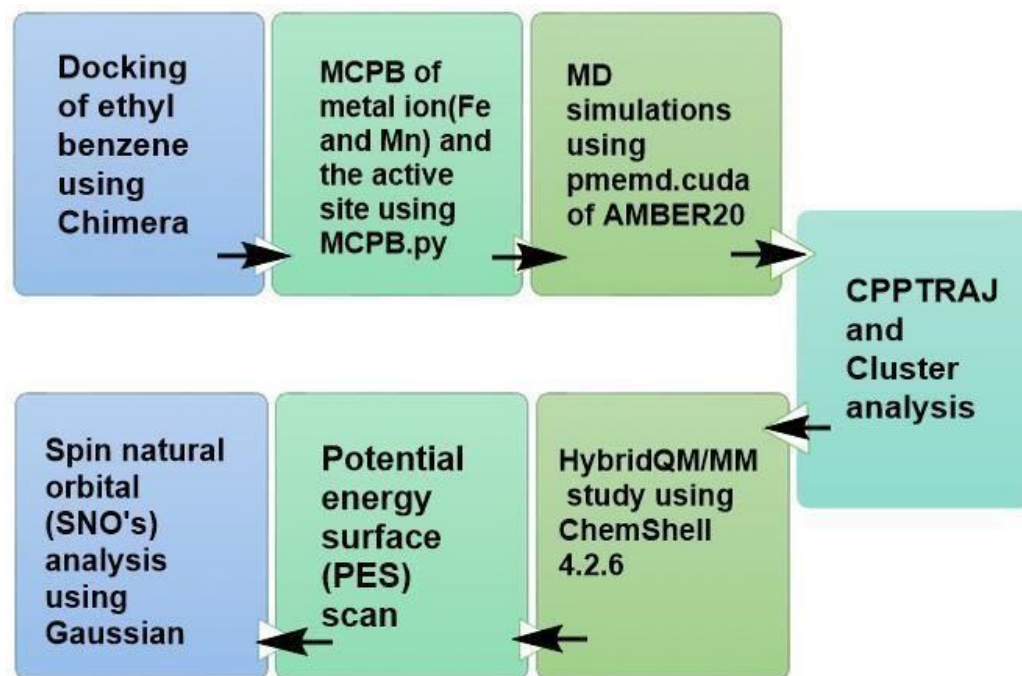 Docking
of ethyl
benzene
using
Chimera
MCPB of
metal ion(Fe
and Mn) and
the active
site using
MCPB.py
MD
simulations
using
pmemd.cuda
of AMBER20
CPPTRAJ
and
Cluster
analysis
HybridQM/MM
study using
ChemShell
4.2.6
Potential
energy
surface
(PES)
scan
Spin natural
orbital
(SNO's)
analysis
using
Gaussian